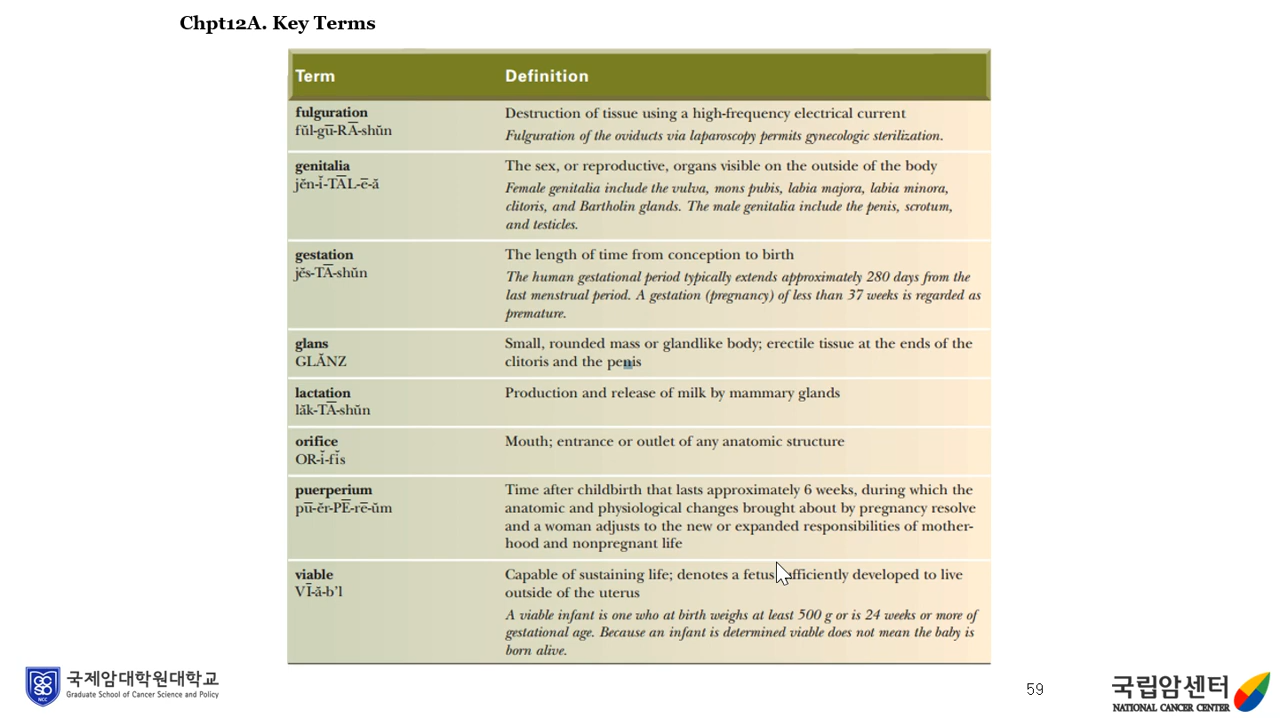 Chpt12A. Key Terms
Term Definition
fulguration
fŭl-gū-RĀ-shŭn
Destruction of tissue using a high-frequency electrical current
Fulguration of the oviducts via laparoscopy permits gynecologic sterilization.
genitalia
jĕn-ĭ-TĀL-ē-ă
The sex, or reproductive, organs visible on the outside of the body
Female genitalia include the vulva, mons pubis, labia majora, labia minora,
clitoris, and Bartholin glands. The male genitalia include the penis, scrotum,
and testicles.
gestation
jĕs-TĀ-shŭn
The length of time from conception to birth
The human gestational period typically extends approximately 280 days from the
last menstrual period. A gestation (pregnancy) of less than 37 weeks is regarded as
premature.
glans
GLĂNZ
Small, rounded mass or glandlike body; erectile tissue at the ends of the
clitoris and the penis
lactation
lăk-TĀ-shŭn
Production and release of milk by mammary glands
orifice
OR-ĭ-fĭs
Mouth; entrance or outlet of any anatomic structure
puerperium
pū-ĕr-PĒ-rē-ŭm
Time after childbirth that lasts approximately 6 weeks, during which the
anatomic and physiological changes brought about by pregnancy resolve
and a woman adjusts to the new or expanded responsibilities of mother-
hood and nonpregnant life
viable
VĪ-ă-b'l
Capable of sustaining life; denotes a fetus sufficiently developed to live
outside of the uterus
A viable infant is one who at birth weighs at least 500 g or is 24 weeks or more of
gestational age. Because an infant is determined viable does not mean the baby is
born alive.
NCC
국제암대학원대학교
Graduate School of Cancer Science and Policy
59
국립암센터
NATIONAL CANCER CENTER